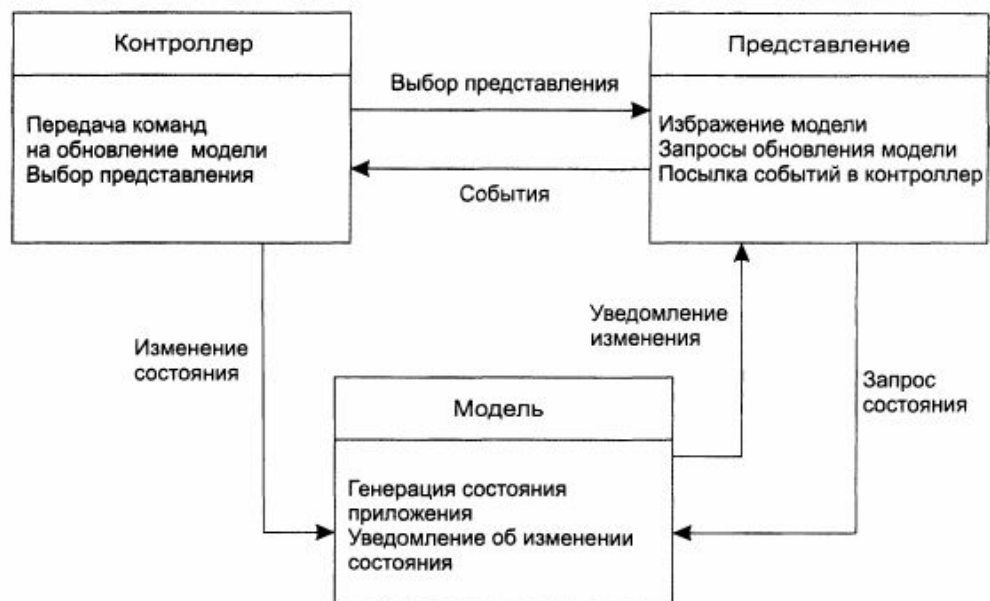 Контроллер
Передача команд
на обновление модели
Выбор представления
Выбор представления
События
Представление
Избражение модели
Запросы обновления модели
Посылка событий в контроллер
Изменение
состояния
Уведомление
изменения
Запрос
состояния
Модель
Генерация состояния
приложения
Уведомление об изменении
состояния